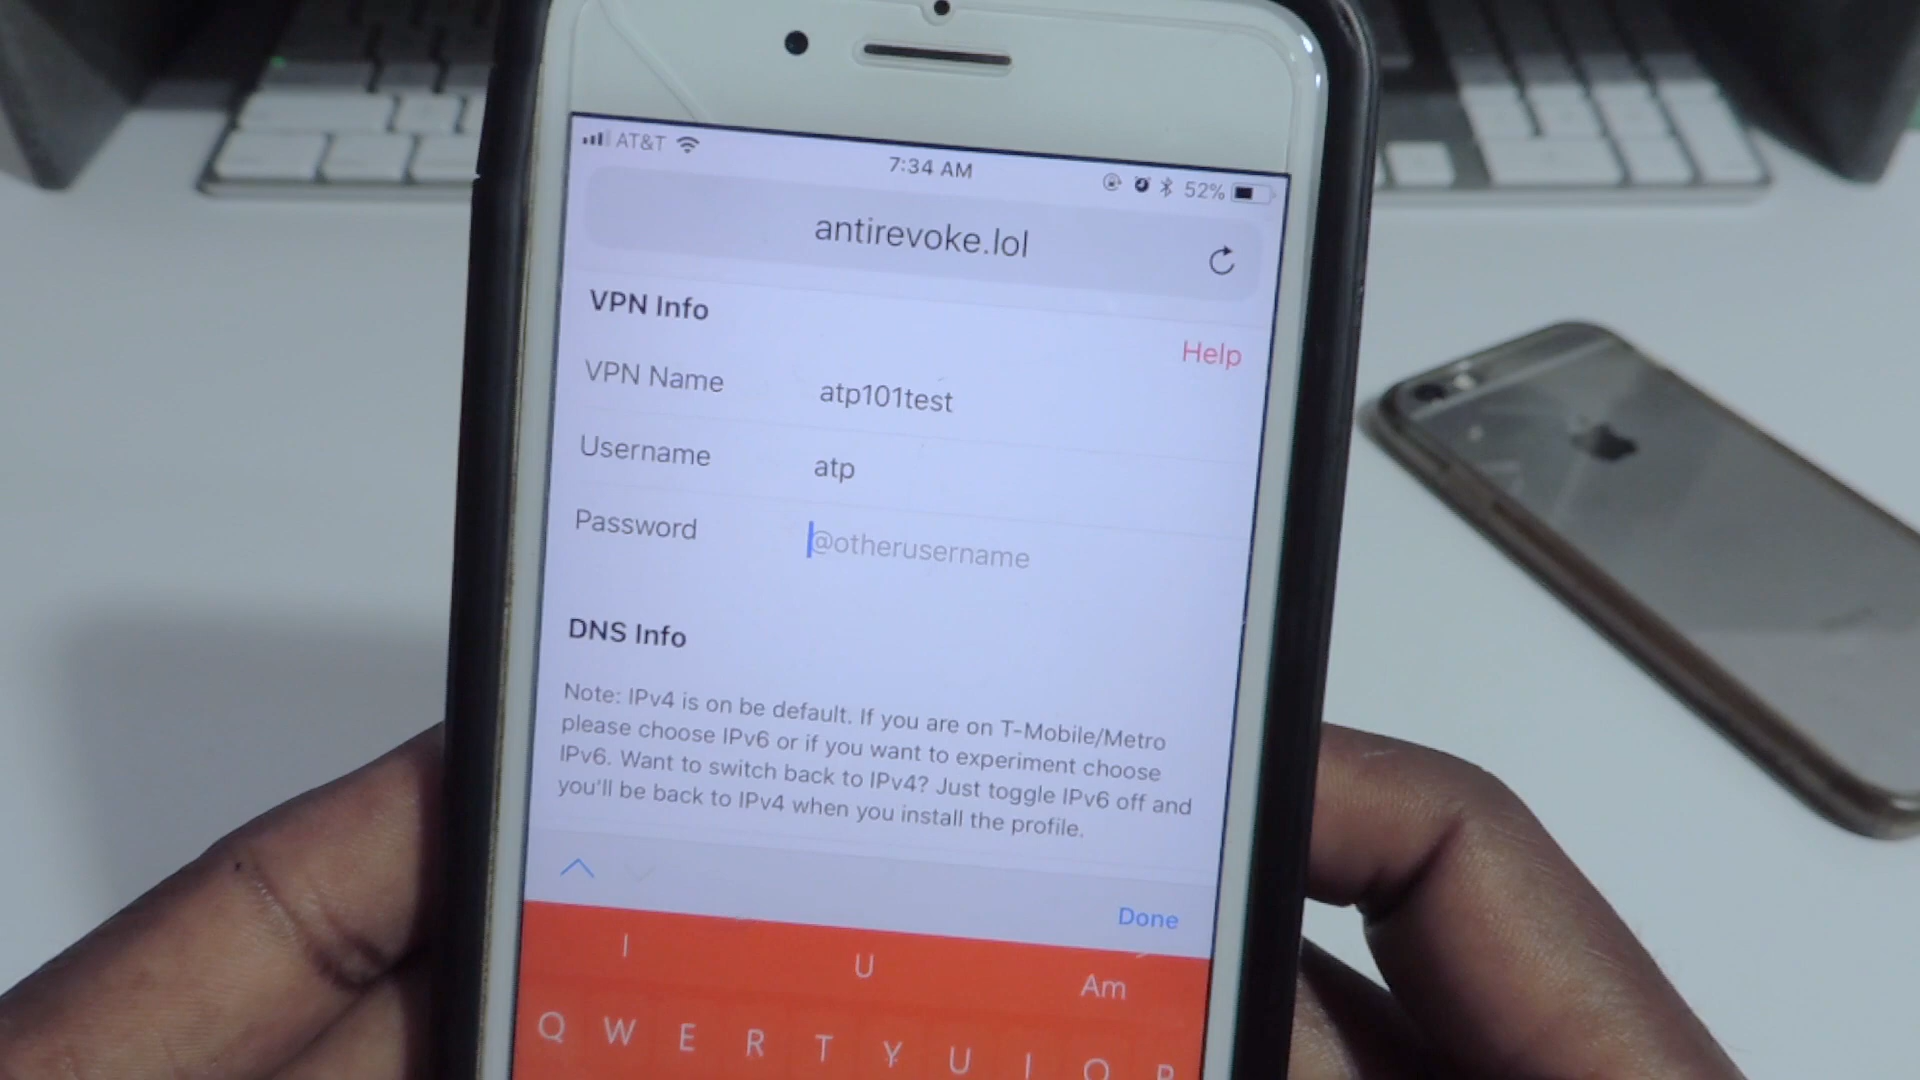 AT&T
7:34 AM
52%
antirevoke.lol
VPN Info
Help
VPN Name atp101test
Username atp
Password @otherusername
DNS Info
Note: IPv4 is on be default. If you are on T-Mobile/Metro
please choose IPv6 or if you want to experiment choose
IPv6. Want to switch back to IPv4? Just toggle IPv6 off and
you'll be back to IPv4 when you install the profile.
Done
I U Am
Q W E R T Y U I O P